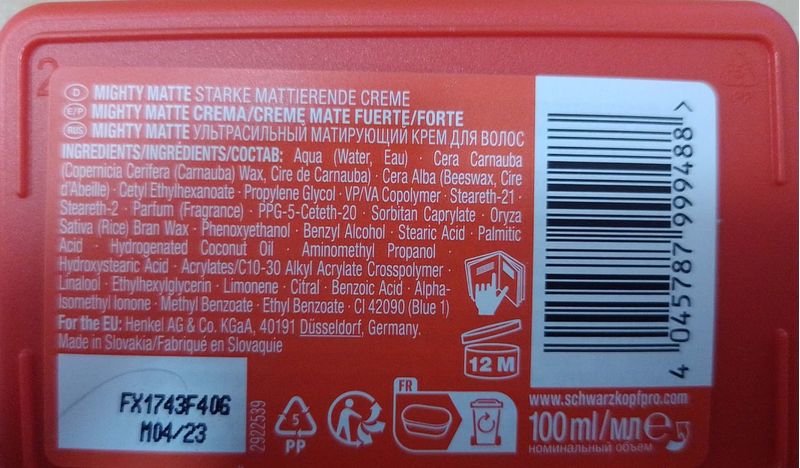 2
D MIGHTY MATTE STARKE MATTIERENDE CREME
E/P MIGHTY MATTE CREMA/CREME MATE FUERTE/FORTE
RUS MIGHTY MATTE УЛЬТРАСИЛЬНЫЙ МАТИРУЮЩИЙ КРЕМ ДЛЯ ВОЛОС
INGREDIENTS/INGRÉDIENTS/СОСТАВ: Aqua (Water, Eau) · Cera Carnauba
(Copernicia Cerifera (Carnauba) Wax, Cire de Carnauba) · Cera Alba (Beeswax, Cire
d'Abeille) · Cetyl Ethylhexanoate · Propylene Glycol · VP/VA Copolymer · Steareth-21 ·
Steareth-2 · Parfum (Fragrance) · PPG-5-Ceteth-20 · Sorbitan Caprylate · Oryza
Sativa (Rice) Bran Wax · Phenoxyethanol · Benzyl Alcohol · Stearic Acid · Palmitic
Acid · Hydrogenated Coconut Oil · Aminomethyl Propanol ·
Hydroxystearic Acid · Acrylates/C10-30 Alkyl Acrylate Crosspolymer ·
Linalool · Ethylhexylglycerin · Limonene · Citral · Benzoic Acid · Alpha-
Isomethyl Ionone · Methyl Benzoate · Ethyl Benzoate · CI 42090 (Blue 1)
For the EU: Henkel AG & Co. KGaA, 40191 Düsseldorf, Germany.
Made in Slovakia/Fabriqué en Slovaquie
12 M
4 045787 999488 >
FX1743F406
M04/23
2922539
5
PP
FR
www.schwarzkopfpro.com
100ml/мл e
номинальный объем